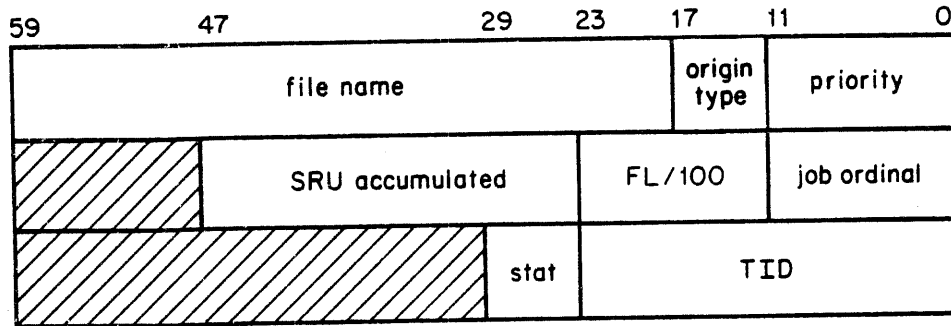 59 47 29 23 17 11 0
file name origin type priority
SRU accumulated FL/100 job ordinal
stat TID